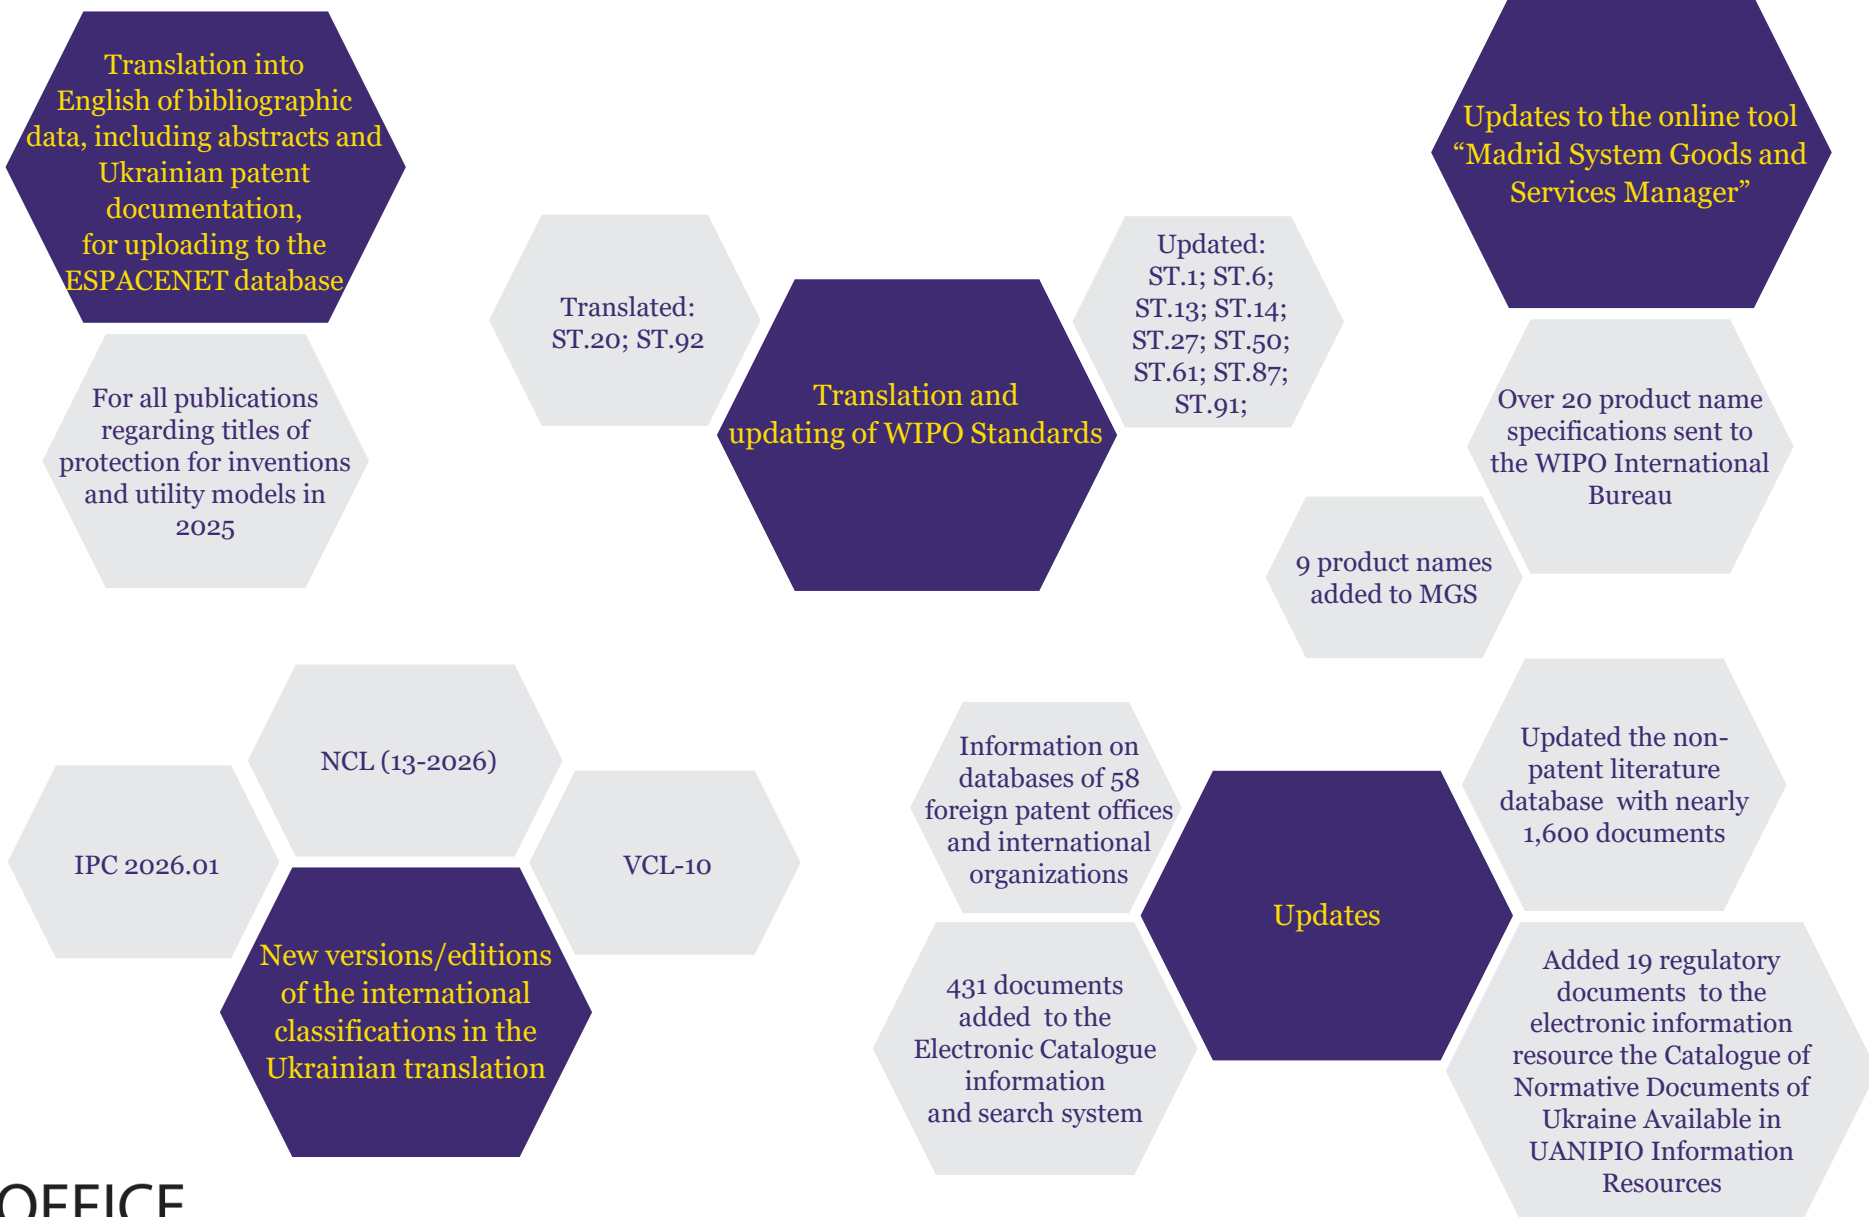 Translation into
English of bibliographic
data, including abstracts and
Ukrainian patent
documentation,
for uploading to the
ESPACENET database
For all publications
regarding titles of
protection for inventions
and utility models in
2025
Translated:
ST.20; ST.92
Translation and
updating of WIPO Standards
Updated:
ST.1; ST.6;
ST.13; ST.14;
ST.27; ST.50;
ST.61; ST.87;
ST.91;
Updates to the online tool
“Madrid System Goods and
Services Manager”
Over 20 product name
specifications sent to
the WIPO International
Bureau
9 product names
added to MGS
NCL (13-2026)
IPC 2026.01
VCL-10
New versions/editions
of the international
classifications in the
Ukrainian translation
Information on
databases of 58
foreign patent offices
and international
organizations
Updates
Updated the non-
patent literature
database  with nearly
1,600 documents
431 documents
added  to the
Electronic Catalogue
information
and search system
Added 19 regulatory
documents  to the
electronic information
resource the Catalogue of
Normative Documents of
Ukraine Available in
UANIPIO Information
Resources
OFFICE